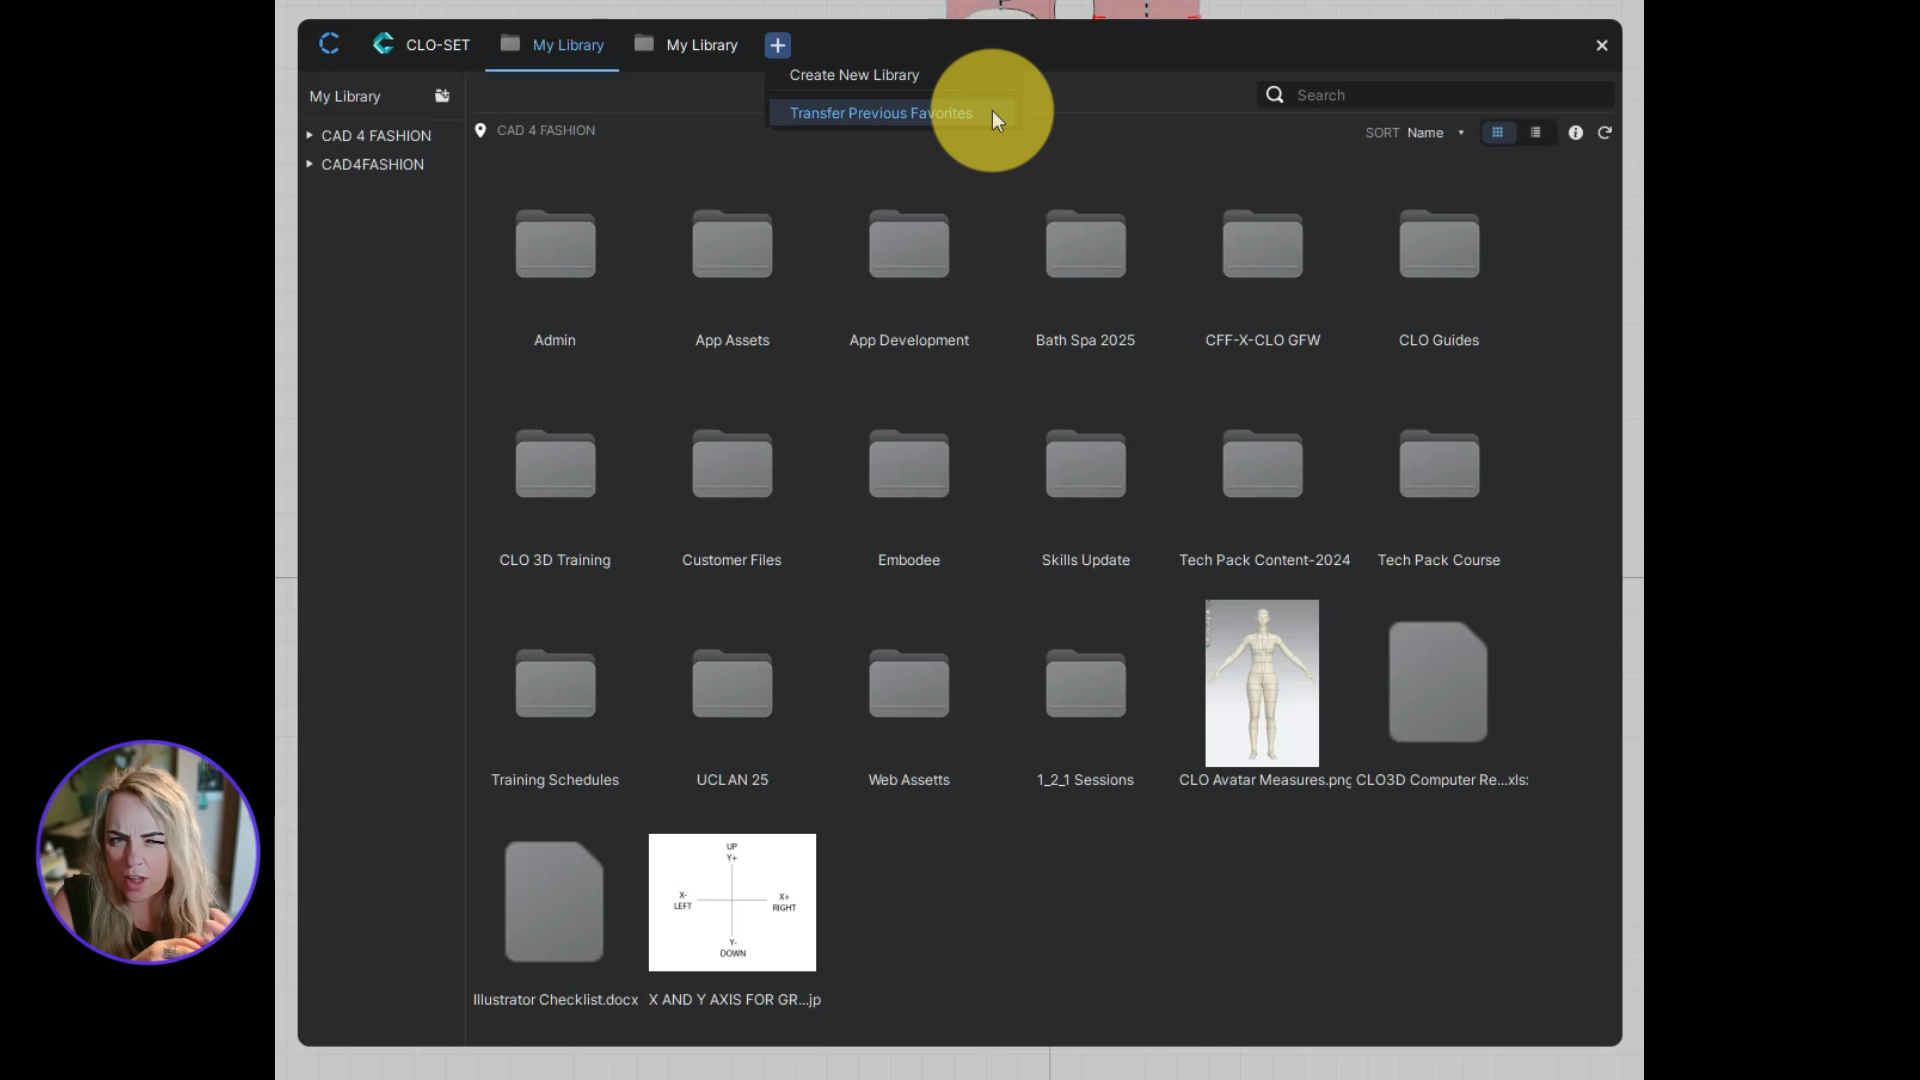 CLO-SET
My Library
My Library
Create New Library
Transfer Previous Favorites
My Library
Search
CAD 4 FASHION
CAD4FASHION
CAD 4 FASHION
SORT Name
Admin
App Assets
App Development
Bath Spa 2025
CFF-X-CLO GFW
CLO Guides
CLO 3D Training
Customer Files
Embodee
Skills Update
Tech Pack Content-2024
Tech Pack Course
Training Schedules
UCLAN 25
Web Assetts
1_2_1 Sessions
CLO Avatar Measures.png
CLO3D Computer Re...xls:
UP
Y+
X-
LEFT
X+
RIGHT
Y-
DOWN
Illustrator Checklist.docx
X AND Y AXIS FOR GR...jp